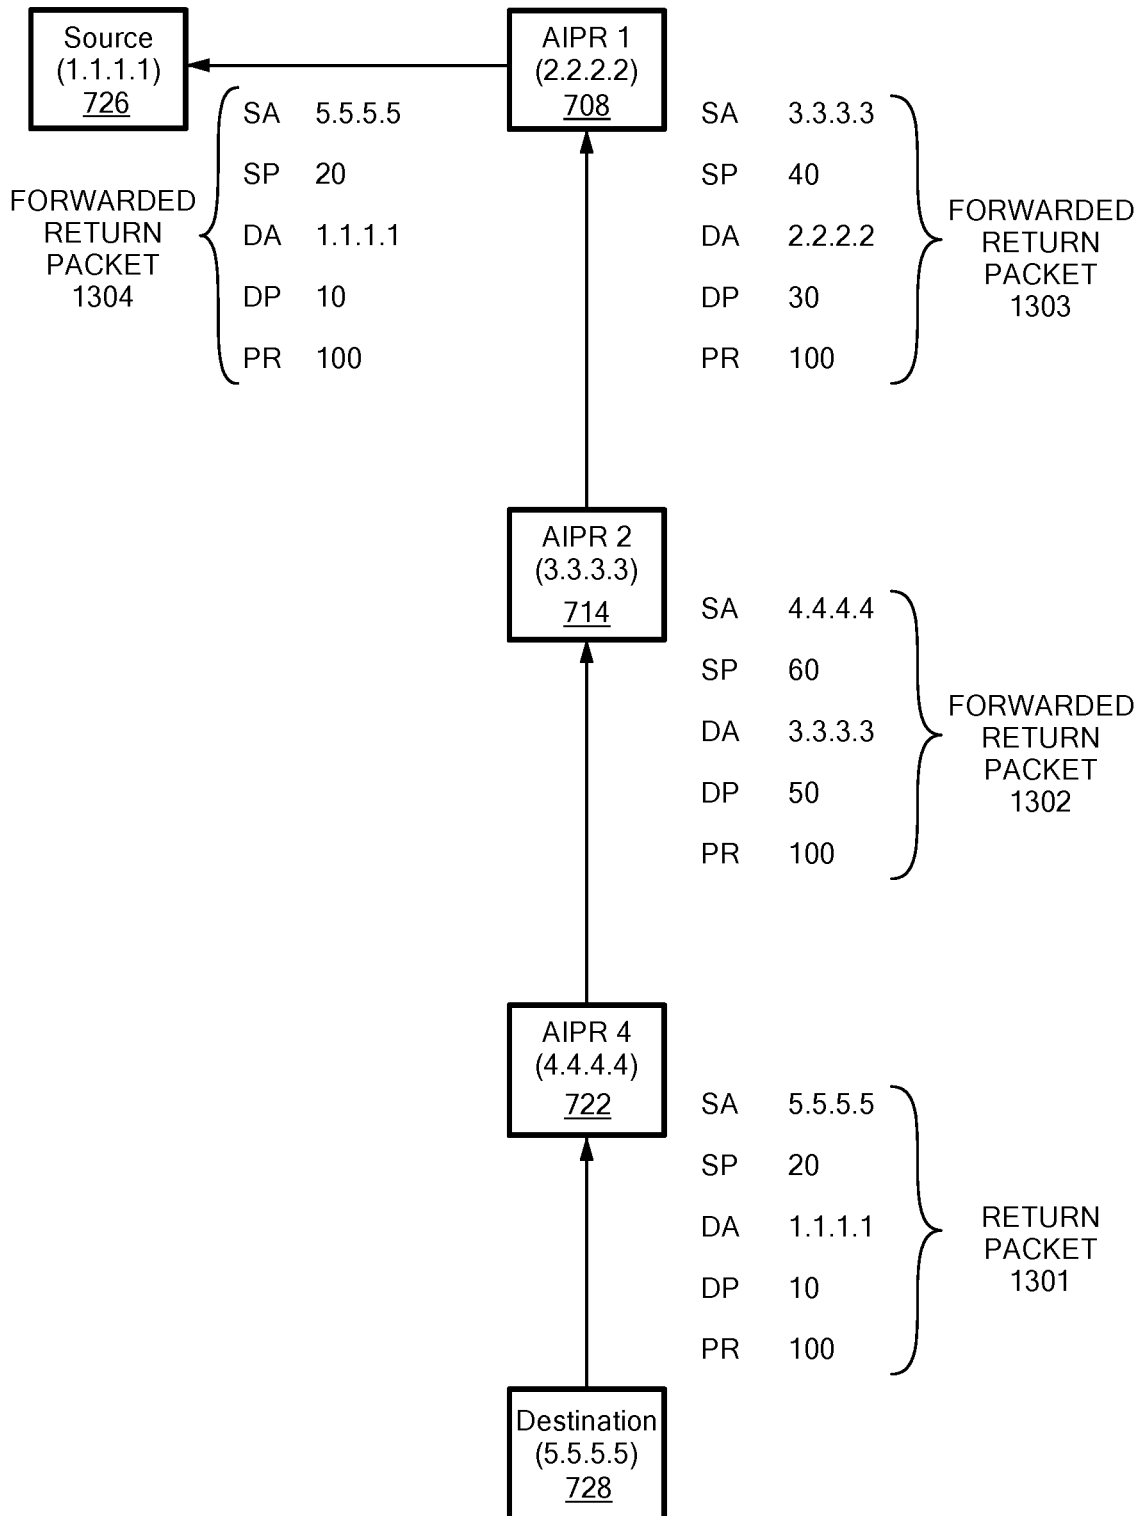 Source
(1.1.1.1)
726
AIPR 1
(2.2.2.2)
708
FORWARDED
RETURN
PACKET
1304
SA 5.5.5.5
SP 20
DA 1.1.1.1
DP 10
PR 100
SA 3.3.3.3
SP 40
DA 2.2.2.2
DP 30
PR 100
FORWARDED
RETURN
PACKET
1303
AIPR 2
(3.3.3.3)
714
SA 4.4.4.4
SP 60
DA 3.3.3.3
DP 50
PR 100
FORWARDED
RETURN
PACKET
1302
AIPR 4
(4.4.4.4)
722
SA 5.5.5.5
SP 20
DA 1.1.1.1
DP 10
PR 100
RETURN
PACKET
1301
Destination
(5.5.5.5)
728